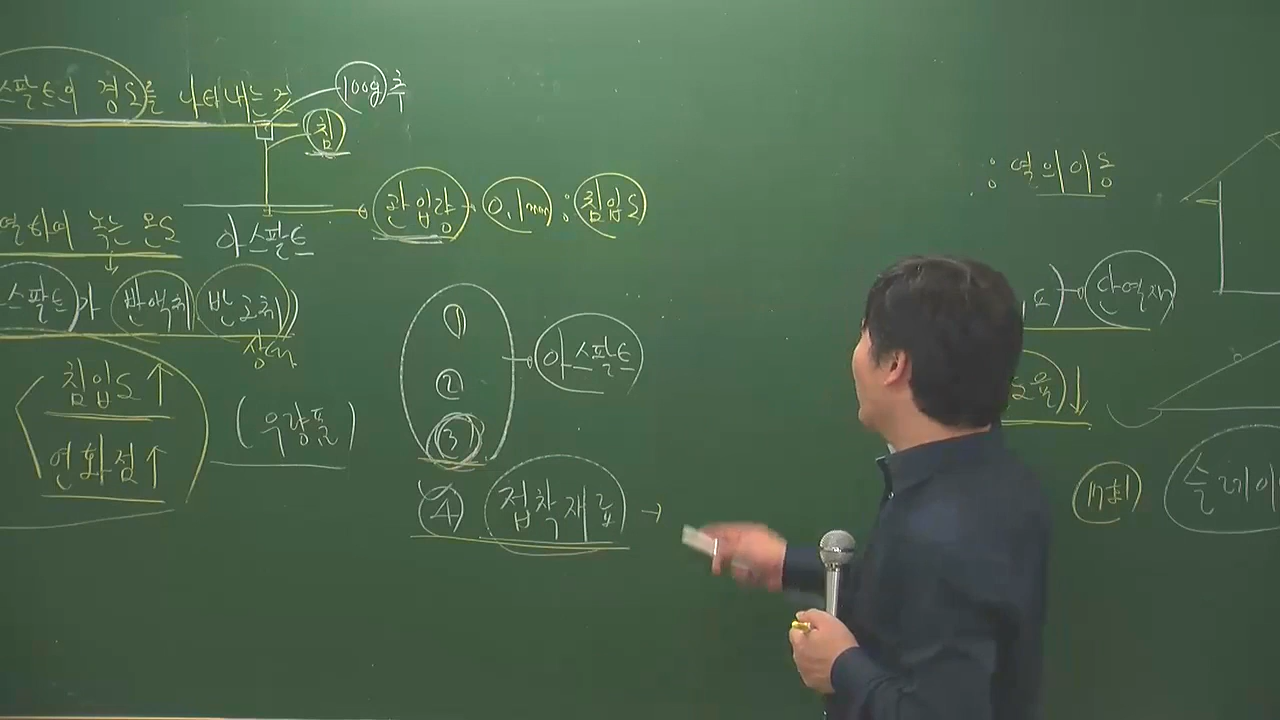 스팔트의 경도를 나타내는 것
100g 추
침
관입량 0.1mm : 침입도
아스팔트
열하여 녹는 온도
스팔트가 반액체 반고체
상태
침입도↑
연화점↑
(우량품)
①
②
③
아스팔트
④ 접착재료 →
∴ 열의이동
단열재
17회
슬레이